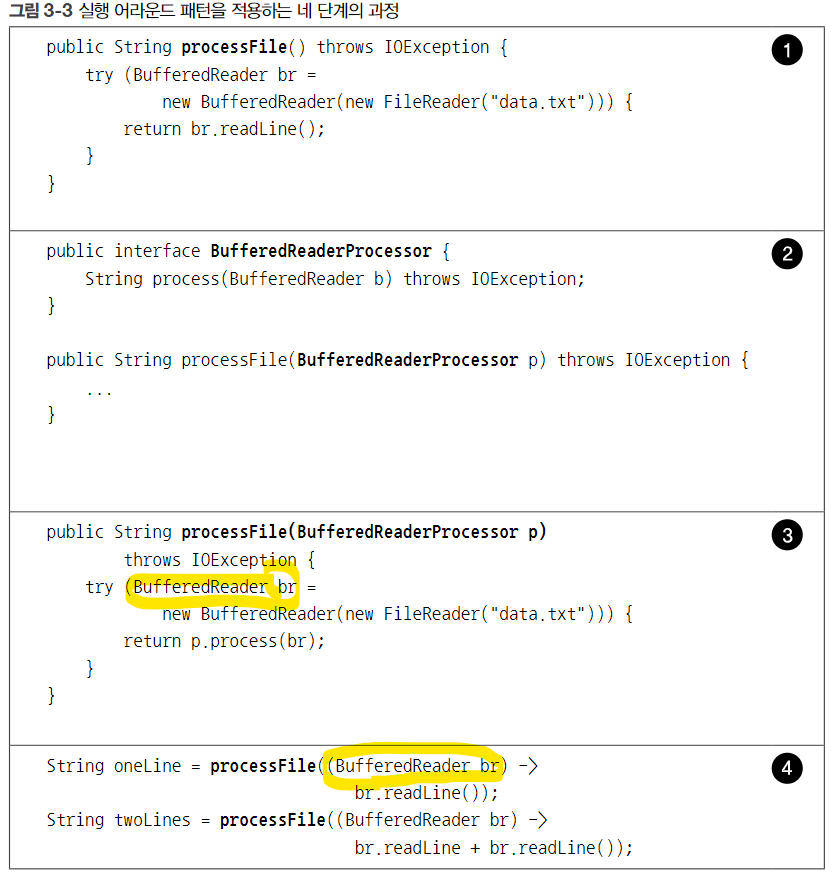 그림 3-3 실행 어라운드 패턴을 적용하는 네 단계의 과정
public String processFile() throws IOException {
    try (BufferedReader br =
            new BufferedReader(new FileReader("data.txt"))) {
        return br.readLine();
    }
}
1
public interface BufferedReaderProcessor {
    String process(BufferedReader b) throws IOException;
}
public String processFile(BufferedReaderProcessor p) throws IOException {
    ...
}
2
public String processFile(BufferedReaderProcessor p)
        throws IOException {
    try (BufferedReader br =
            new BufferedReader(new FileReader("data.txt"))) {
        return p.process(br);
    }
}
3
String oneLine = processFile((BufferedReader br) ->
                                br.readLine());
String twoLines = processFile((BufferedReader br) ->
                                br.readLine + br.readLine());
4